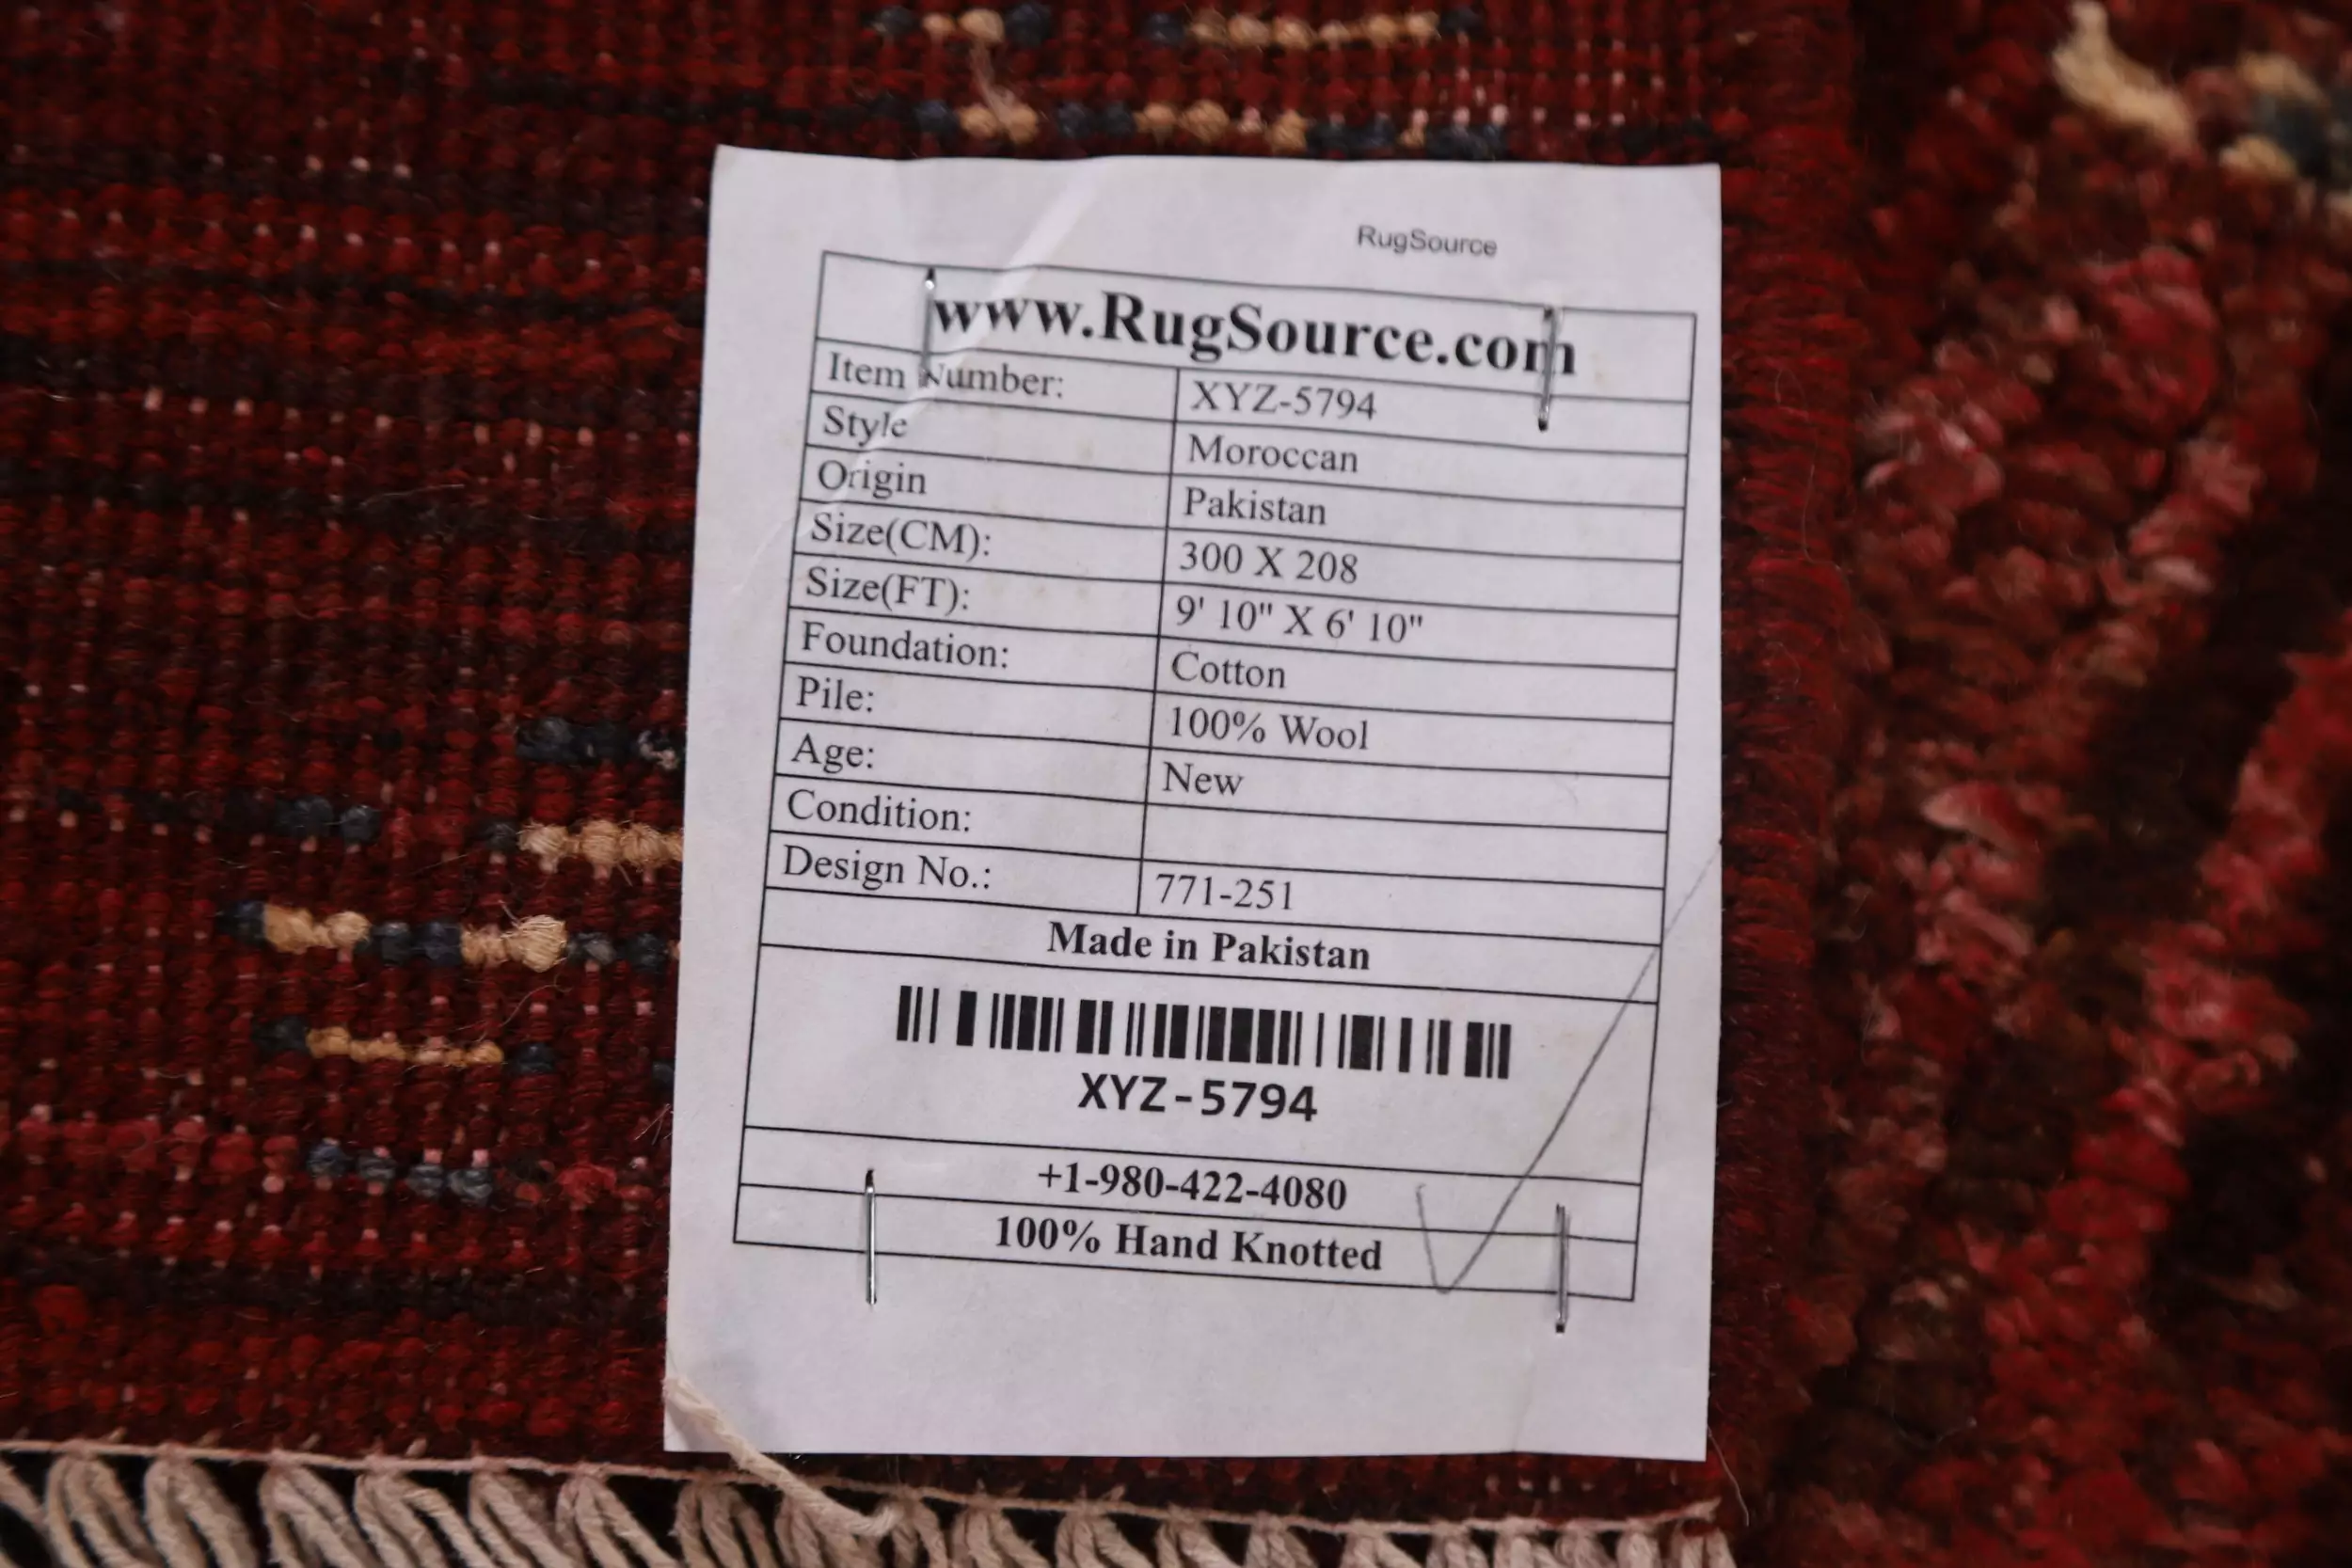 RugSource
www.RugSource.com
Item Number: XYZ-5794
Style Moroccan
Origin Pakistan
Size(CM): 300 X 208
Size(FT): 9' 10" X 6' 10"
Foundation: Cotton
Pile: 100% Wool
Age: New
Condition:
Design No.: 771-251
Made in Pakistan
XYZ-5794
+1-980-422-4080
100% Hand Knotted